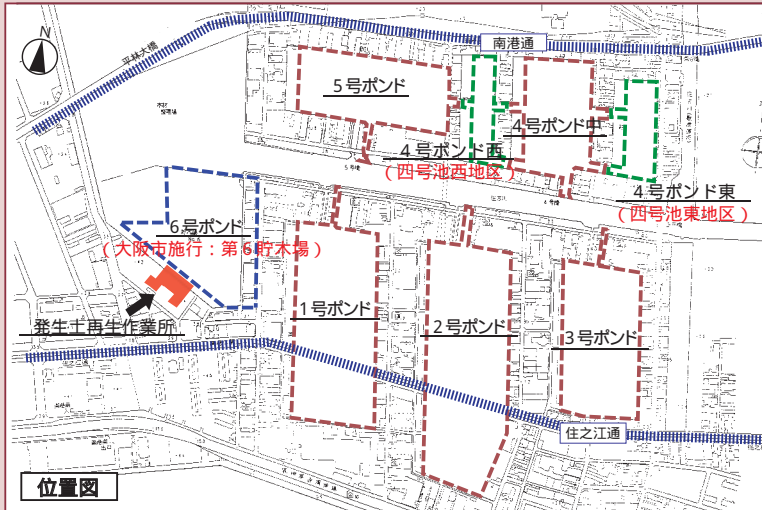 N
南港通
平林大橋
5号ポンド
4号ポンド中
4号ポンド西
(四号池西地区)
4号ポンド東
(四号池東地区)
6号ポンド
(大阪市施行:第6貯木場)
1号ポンド
2号ポンド
3号ポンド
発生土再生作業所
住之江通
位置図